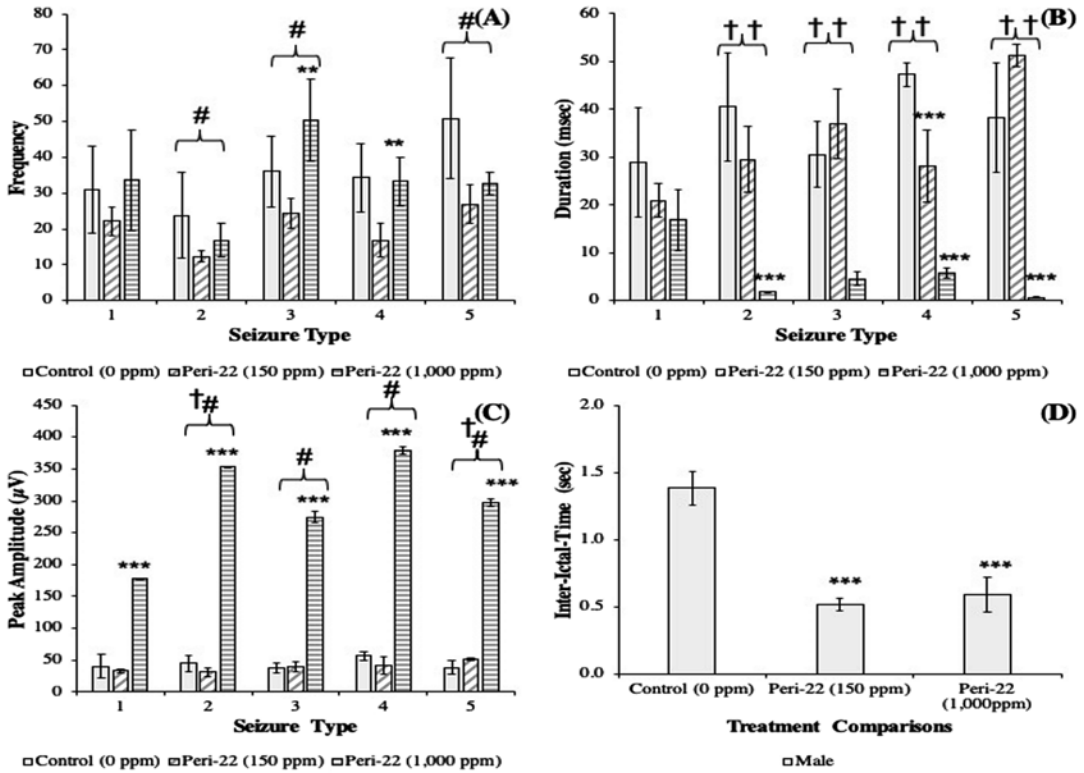 (A)
80
70
60
50
40
30
20
10
0
Frequency
#
#
**
**
#
1 2 3 4 5
Seizure Type
Control (0 ppm) Peri-22 (150 ppm) Peri-22 (1,000 ppm)
(B)
60
50
40
30
20
10
0
Duration (msec)
††
***
††
††
***
***
††
***
1 2 3 4 5
Seizure Type
Control (0 ppm) Peri-22 (150 ppm) Peri-22 (1,000 ppm)
(C)
450
400
350
300
250
200
150
100
50
0
Peak Amplitude (µV)
***
†#
***
#
***
#
***
†#
***
1 2 3 4 5
Seizure Type
Control (0 ppm) Peri-22 (150 ppm) Peri-22 (1,000 ppm)
(D)
2.0
1.5
1.0
0.5
0.0
Inter-Ictal-Time (sec)
***
***
Control (0 ppm) Peri-22 (150 ppm) Peri-22
(1,000ppm)
Treatment Comparisons
Male